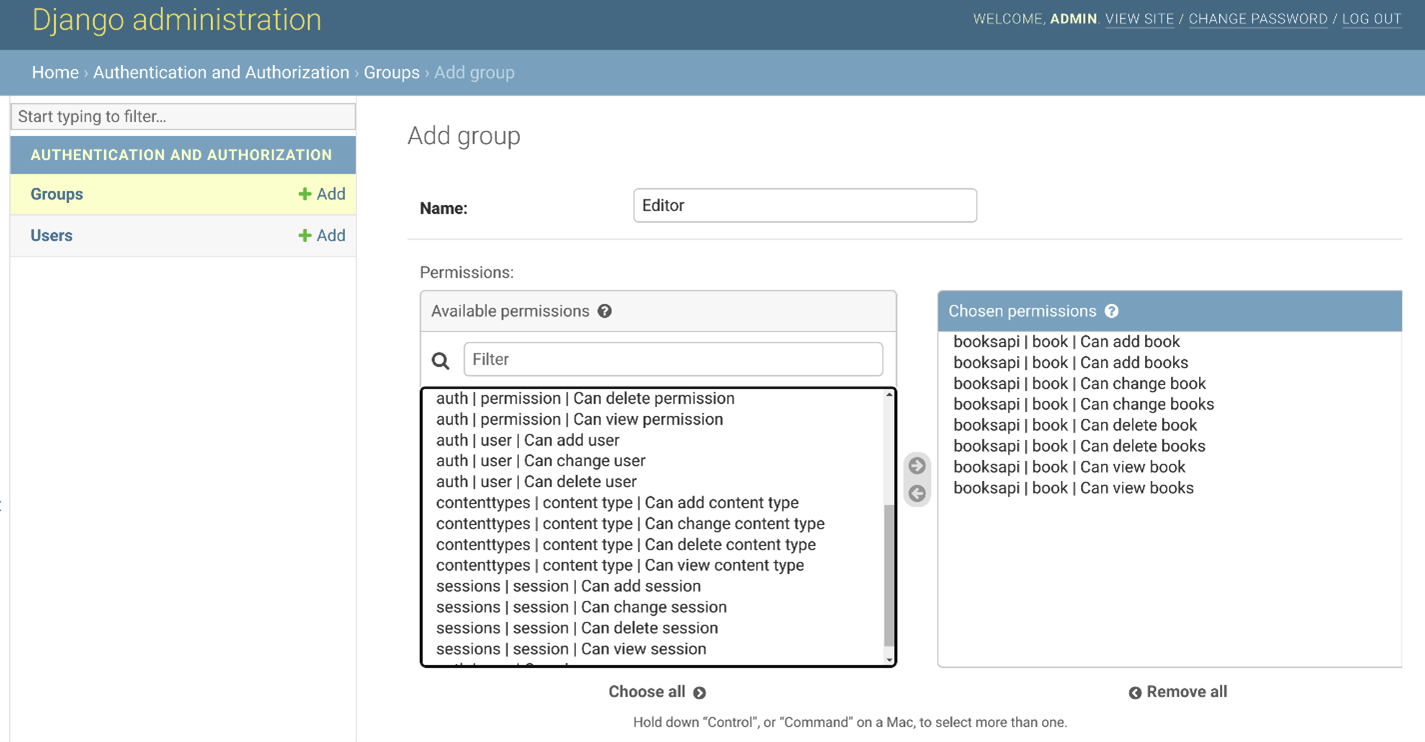 Django administration
WELCOME, ADMIN. VIEW SITE / CHANGE PASSWORD / LOG OUT
Home › Authentication and Authorization › Groups › Add group
Start typing to filter...
AUTHENTICATION AND AUTHORIZATION
Groups + Add
Users + Add
Add group
Name: Editor
Permissions:
Available permissions ?
Filter
auth | permission | Can delete permission
auth | permission | Can view permission
auth | user | Can add user
auth | user | Can change user
auth | user | Can delete user
contenttypes | content type | Can add content type
contenttypes | content type | Can change content type
contenttypes | content type | Can delete content type
contenttypes | content type | Can view content type
sessions | session | Can add session
sessions | session | Can change session
sessions | session | Can delete session
sessions | session | Can view session
Choose all
Chosen permissions ?
booksapi | book | Can add book
booksapi | book | Can add books
booksapi | book | Can change book
booksapi | book | Can change books
booksapi | book | Can delete book
booksapi | book | Can delete books
booksapi | book | Can view book
booksapi | book | Can view books
Remove all
Hold down “Control”, or “Command” on a Mac, to select more than one.